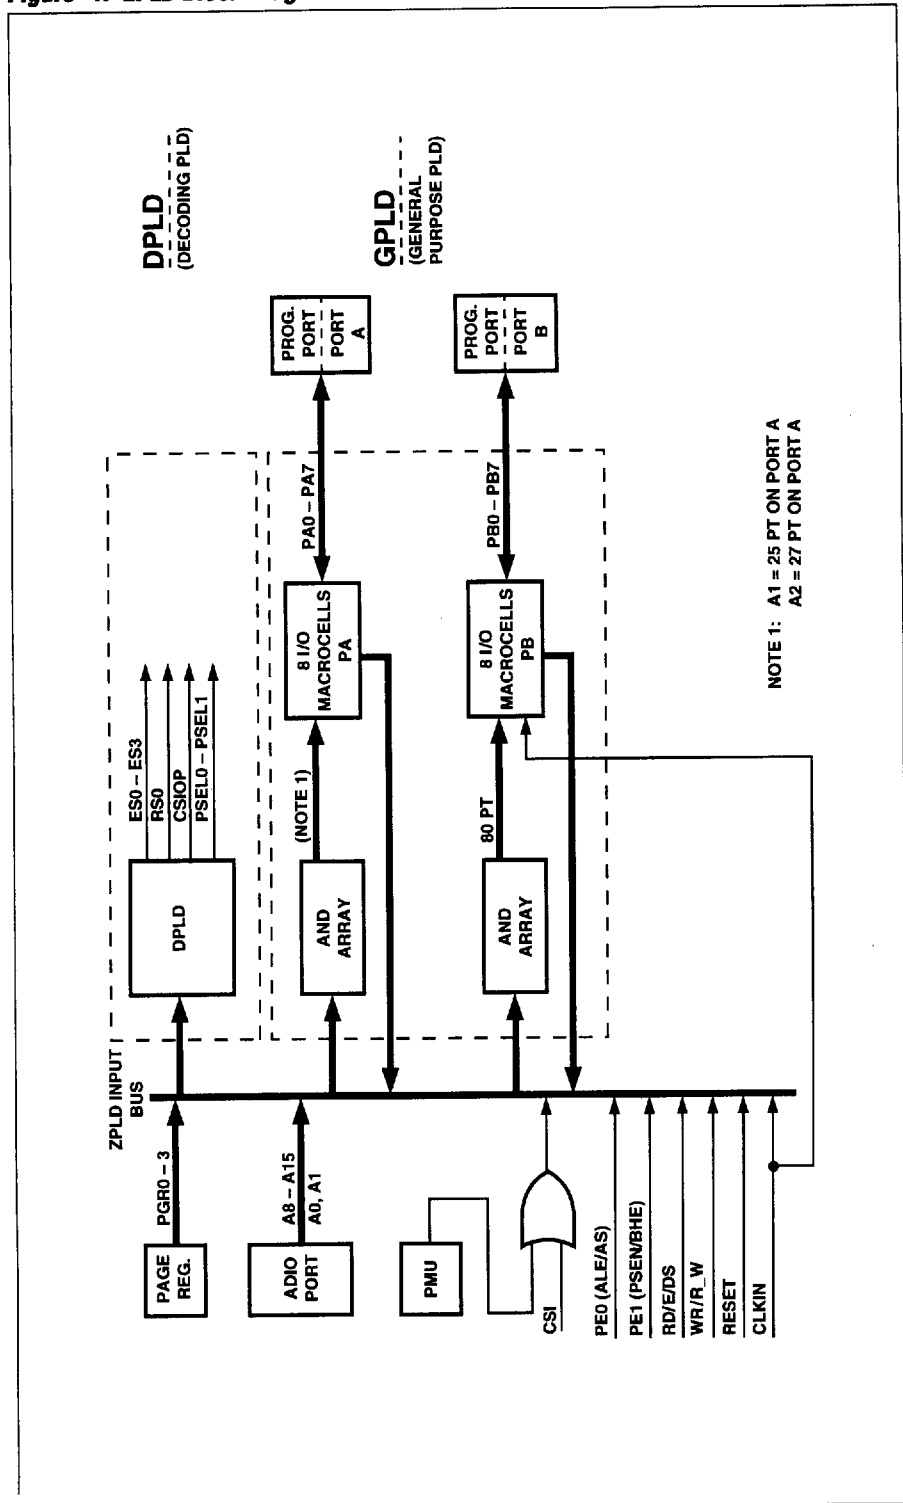 DPLD
(DECODING PLD)
GPLD
(GENERAL
PURPOSE PLD)
PROG.
PORT
PORT
A
PROG.
PORT
PORT
B
PA0 – PA7
PB0 – PB7
8 I/O
MACROCELLS
PA
8 I/O
MACROCELLS
PB
ES0 – ES3
RS0
CSIOP
PSEL0 – PSEL1
(NOTE 1)
80 PT
DPLD
AND
ARRAY
AND
ARRAY
ZPLD INPUT
BUS
PGR0 – 3
A8 – A15
A0, A1
PAGE
REG.
ADIO
PORT
PMU
CSI
PE0 (ALE/AS)
PE1 (PSEN/BHE)
RD/E/DS
WR/R_W
RESET
CLKIN
NOTE 1: A1 = 25 PT ON PORT A
A2 = 27 PT ON PORT A